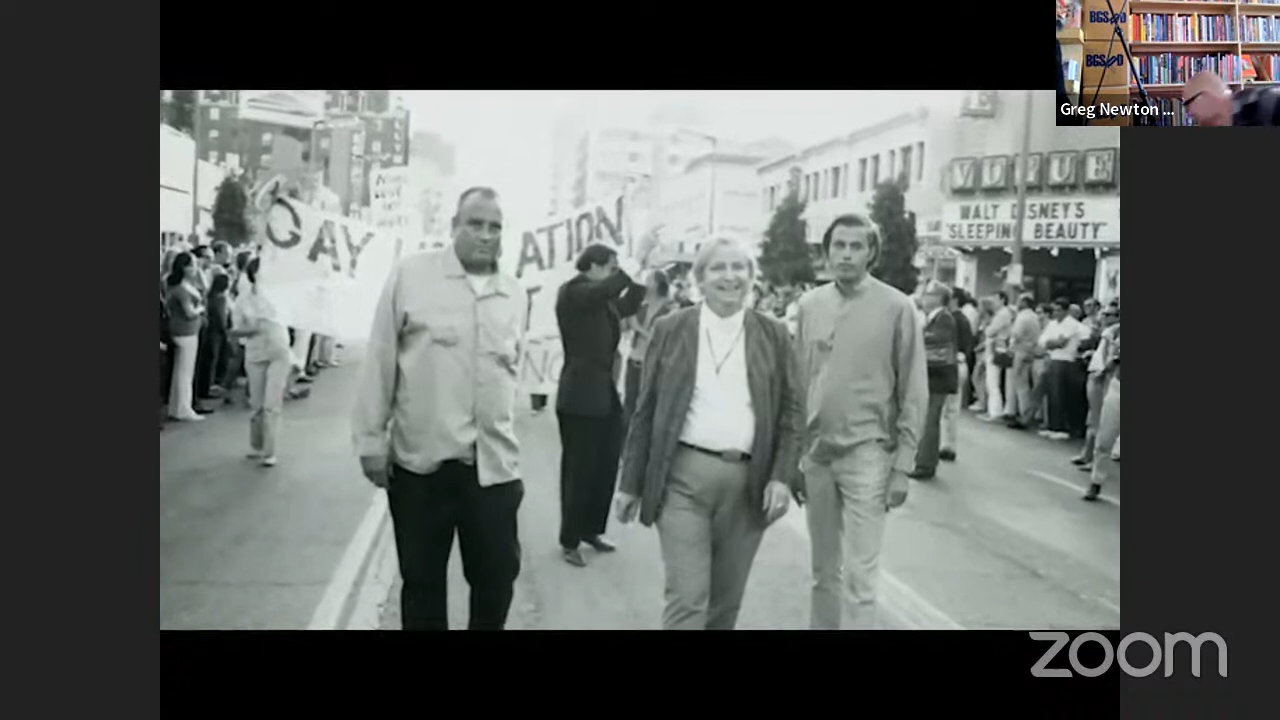 BGSQD
BGSQD
Greg Newton ...
GAY
ATION
VOGUE
WALT DISNEY'S
'SLEEPING BEAUTY'
zoom